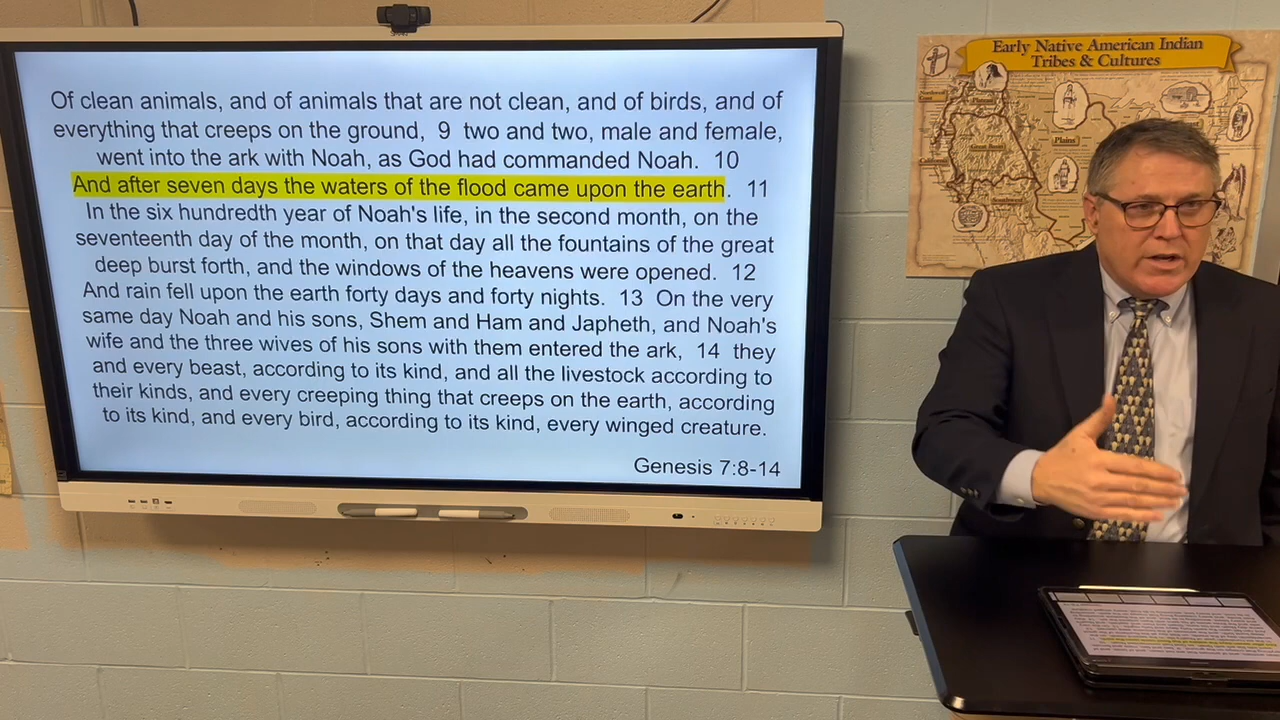 Of clean animals, and of animals that are not clean, and of birds, and of
everything that creeps on the ground, 9 two and two, male and female,
went into the ark with Noah, as God had commanded Noah. 10
And after seven days the waters of the flood came upon the earth. 11
In the six hundredth year of Noah's life, in the second month, on the
seventeenth day of the month, on that day all the fountains of the great
deep burst forth, and the windows of the heavens were opened. 12
And rain fell upon the earth forty days and forty nights. 13 On the very
same day Noah and his sons, Shem and Ham and Japheth, and Noah's
wife and the three wives of his sons with them entered the ark, 14 they
and every beast, according to its kind, and all the livestock according to
their kinds, and every creeping thing that creeps on the earth, according
to its kind, and every bird, according to its kind, every winged creature.
Genesis 7:8-14
Early Native American Indian
Tribes & Cultures
Plateau
Great Basin
Plains
Southwest